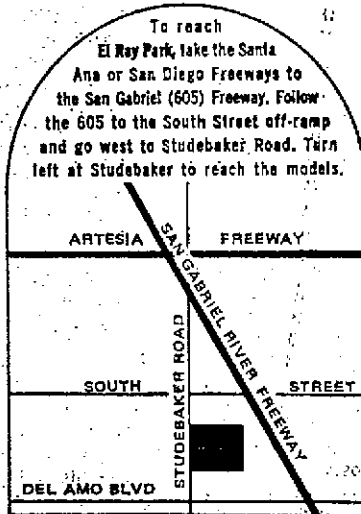 To reach
El Ray Park, take the Santa
Ana or San Diego Freeways to
the San Gabriel (605) Freeway. Follow
the 605 to the South Street off-ramp
and go west to Studebaker Road. Turn
left at Studebaker to reach the models.
ARTESIA FREEWAY
SAN GABRIEL RIVER FREEWAY
STUDEBAKER ROAD
SOUTH STREET
DEL AMO BLVD